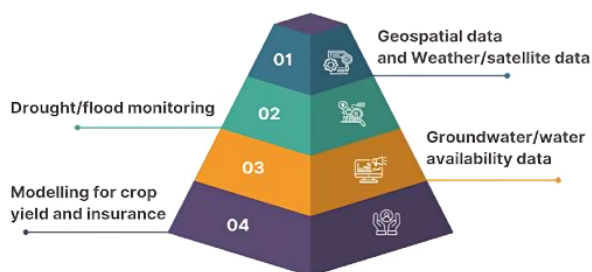 01
Geospatial data
and Weather/satellite data
02
Drought/flood monitoring
03
Groundwater/water
availability data
04
Modelling for crop
yield and insurance